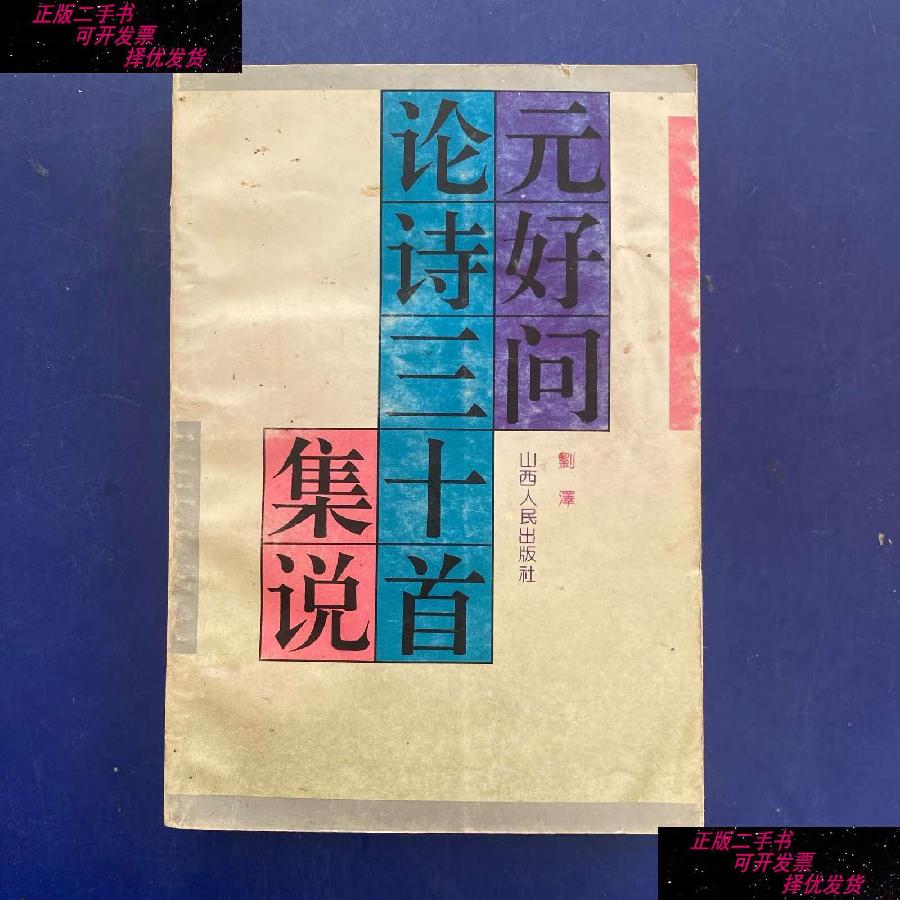 正版二手书
可开发票
择优发货
元好问
论诗三十首
集说
劉澤
山西人民出版社
正版二手书
可开发票
择优发货